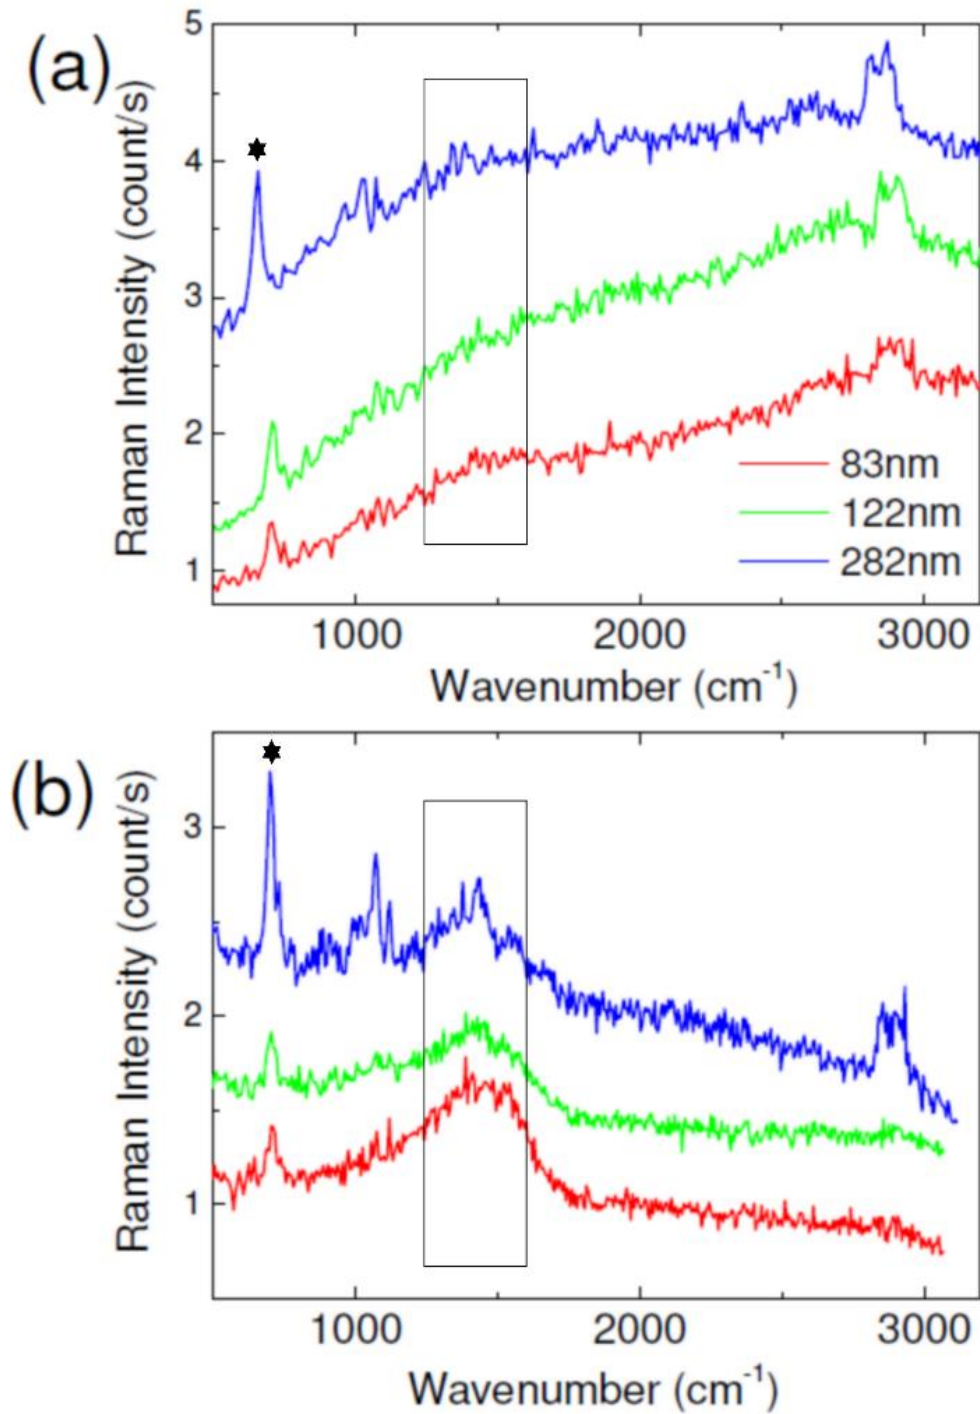 (a)
Raman Intensity (count/s)
5
4
3
2
1
83nm
122nm
282nm
1000 2000 3000
Wavenumber (cm⁻¹)
(b)
Raman Intensity (count/s)
3
2
1
1000 2000 3000
Wavenumber (cm⁻¹)